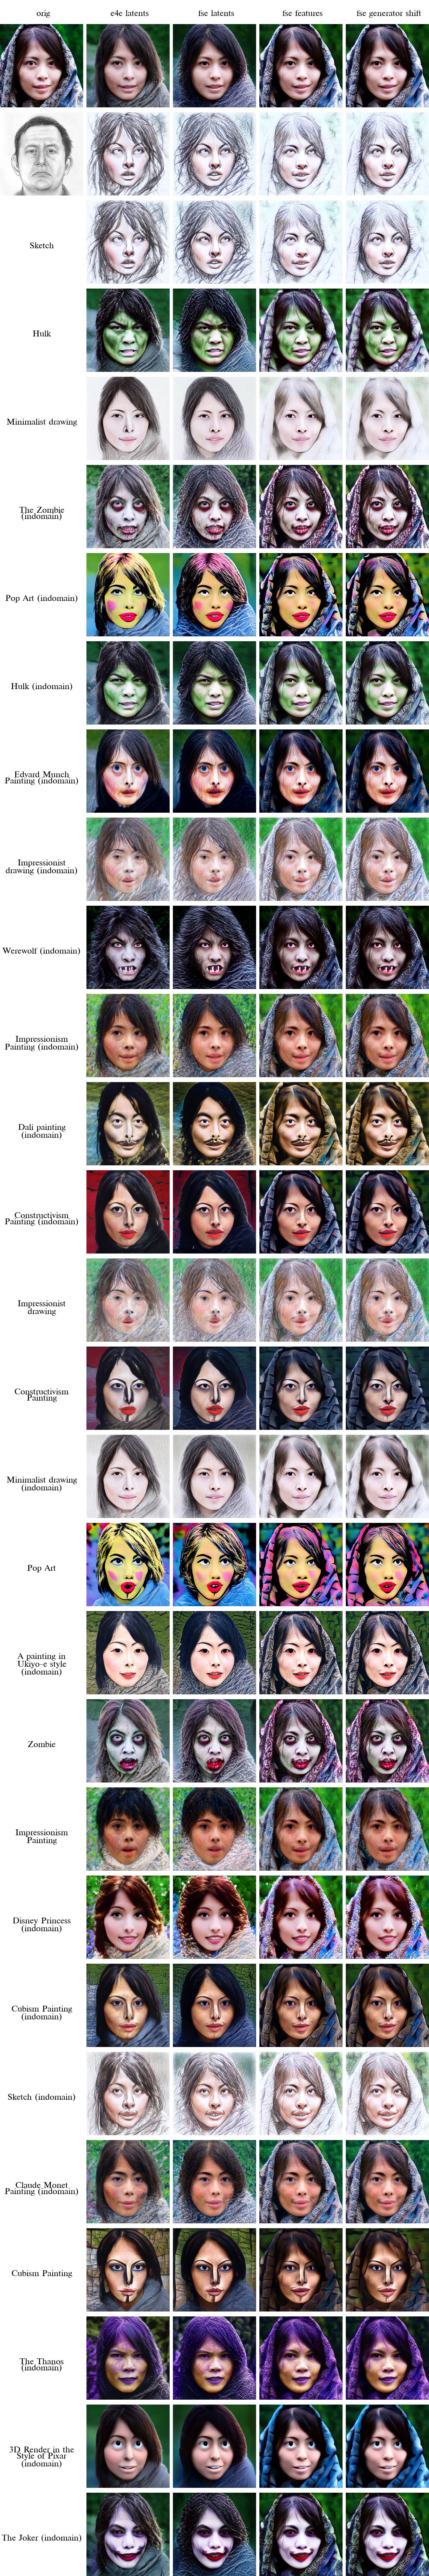 orig e4e latents fse latents fse features fse generator shift
Sketch
Hulk
Minimalist drawing
The Zombie
(indomain)
Pop Art (indomain)
Hulk (indomain)
Edvard Munch
Painting (indomain)
Impressionist
drawing (indomain)
Werewolf (indomain)
Impressionism
Painting (indomain)
Dali painting
(indomain)
Constructivism
Painting (indomain)
Impressionist
drawing
Constructivism
Painting
Minimalist drawing
(indomain)
Pop Art
A painting in
Ukiyo-e style
(indomain)
Zombie
Impressionism
Painting
Disney Princess
(indomain)
Cubism Painting
(indomain)
Sketch (indomain)
Claude Monet
Painting (indomain)
Cubism Painting
The Thanos
(indomain)
3D Render in the
Style of Pixar
(indomain)
The Joker (indomain)